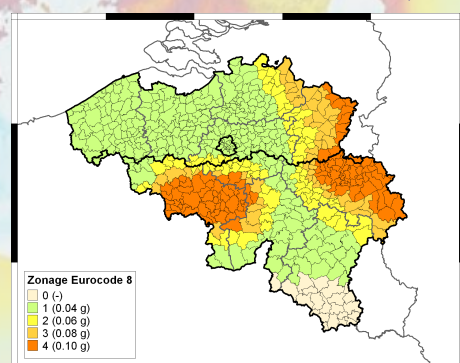 Zonage Eurocode 8
0 (-)
1 (0.04 g)
2 (0.06 g)
3 (0.08 g)
4 (0.10 g)